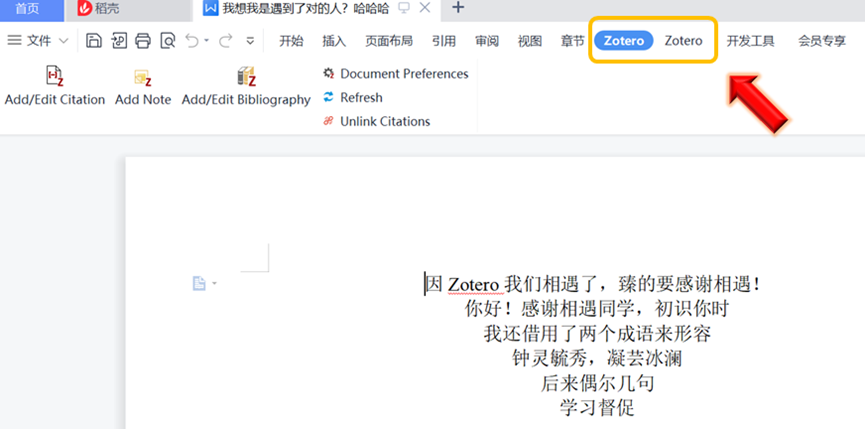 首页 稻壳 我想我是遇到了对的人？哈哈哈
文件 开始 插入 页面布局 引用 审阅 视图 章节 Zotero Zotero 开发工具 会员专享
Add/Edit Citation Add Note Add/Edit Bibliography
Document Preferences
Refresh
Unlink Citations
因 Zotero 我们相遇了，臻的要感谢相遇！
你好！感谢相遇同学，初识你时
我还借用了两个成语来形容
钟灵毓秀，凝芸冰澜
后来偶尔几句
学习督促